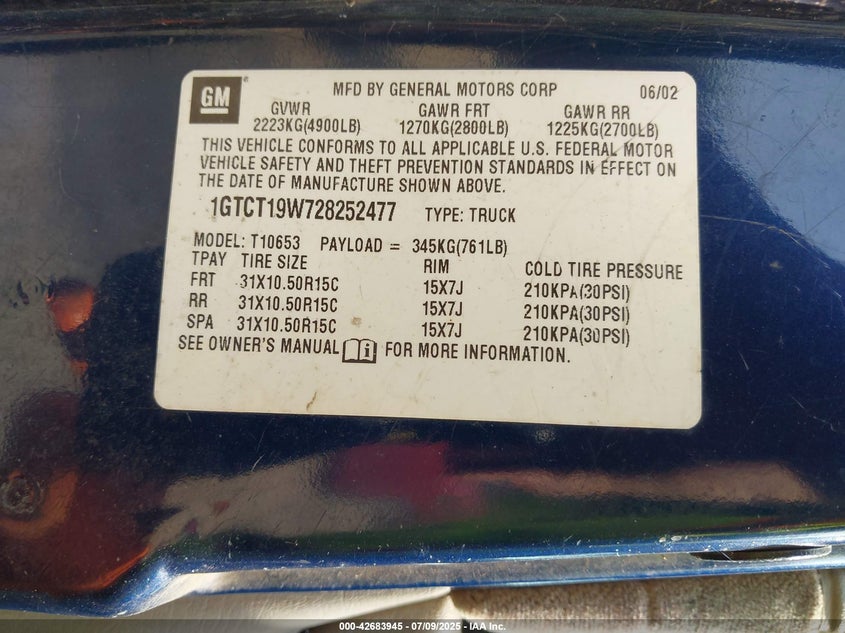 GM
MFD BY GENERAL MOTORS CORP 06/02
GVWR GAWR FRT GAWR RR
2223KG(4900LB) 1270KG(2800LB) 1225KG(2700LB)
THIS VEHICLE CONFORMS TO ALL APPLICABLE U.S. FEDERAL MOTOR
VEHICLE SAFETY AND THEFT PREVENTION STANDARDS IN EFFECT ON
THE DATE OF MANUFACTURE SHOWN ABOVE.
1GTCT19W728252477 TYPE: TRUCK
MODEL: T10653 PAYLOAD = 345KG(761LB)
TPAY TIRE SIZE RIM COLD TIRE PRESSURE
FRT 31X10.50R15C 15X7J 210KPA(30PSI)
RR 31X10.50R15C 15X7J 210KPA(30PSI)
SPA 31X10.50R15C 15X7J 210KPA(30PSI)
SEE OWNER'S MANUAL i FOR MORE INFORMATION.
000-42683945 - 07/09/2025 - IAA Inc.